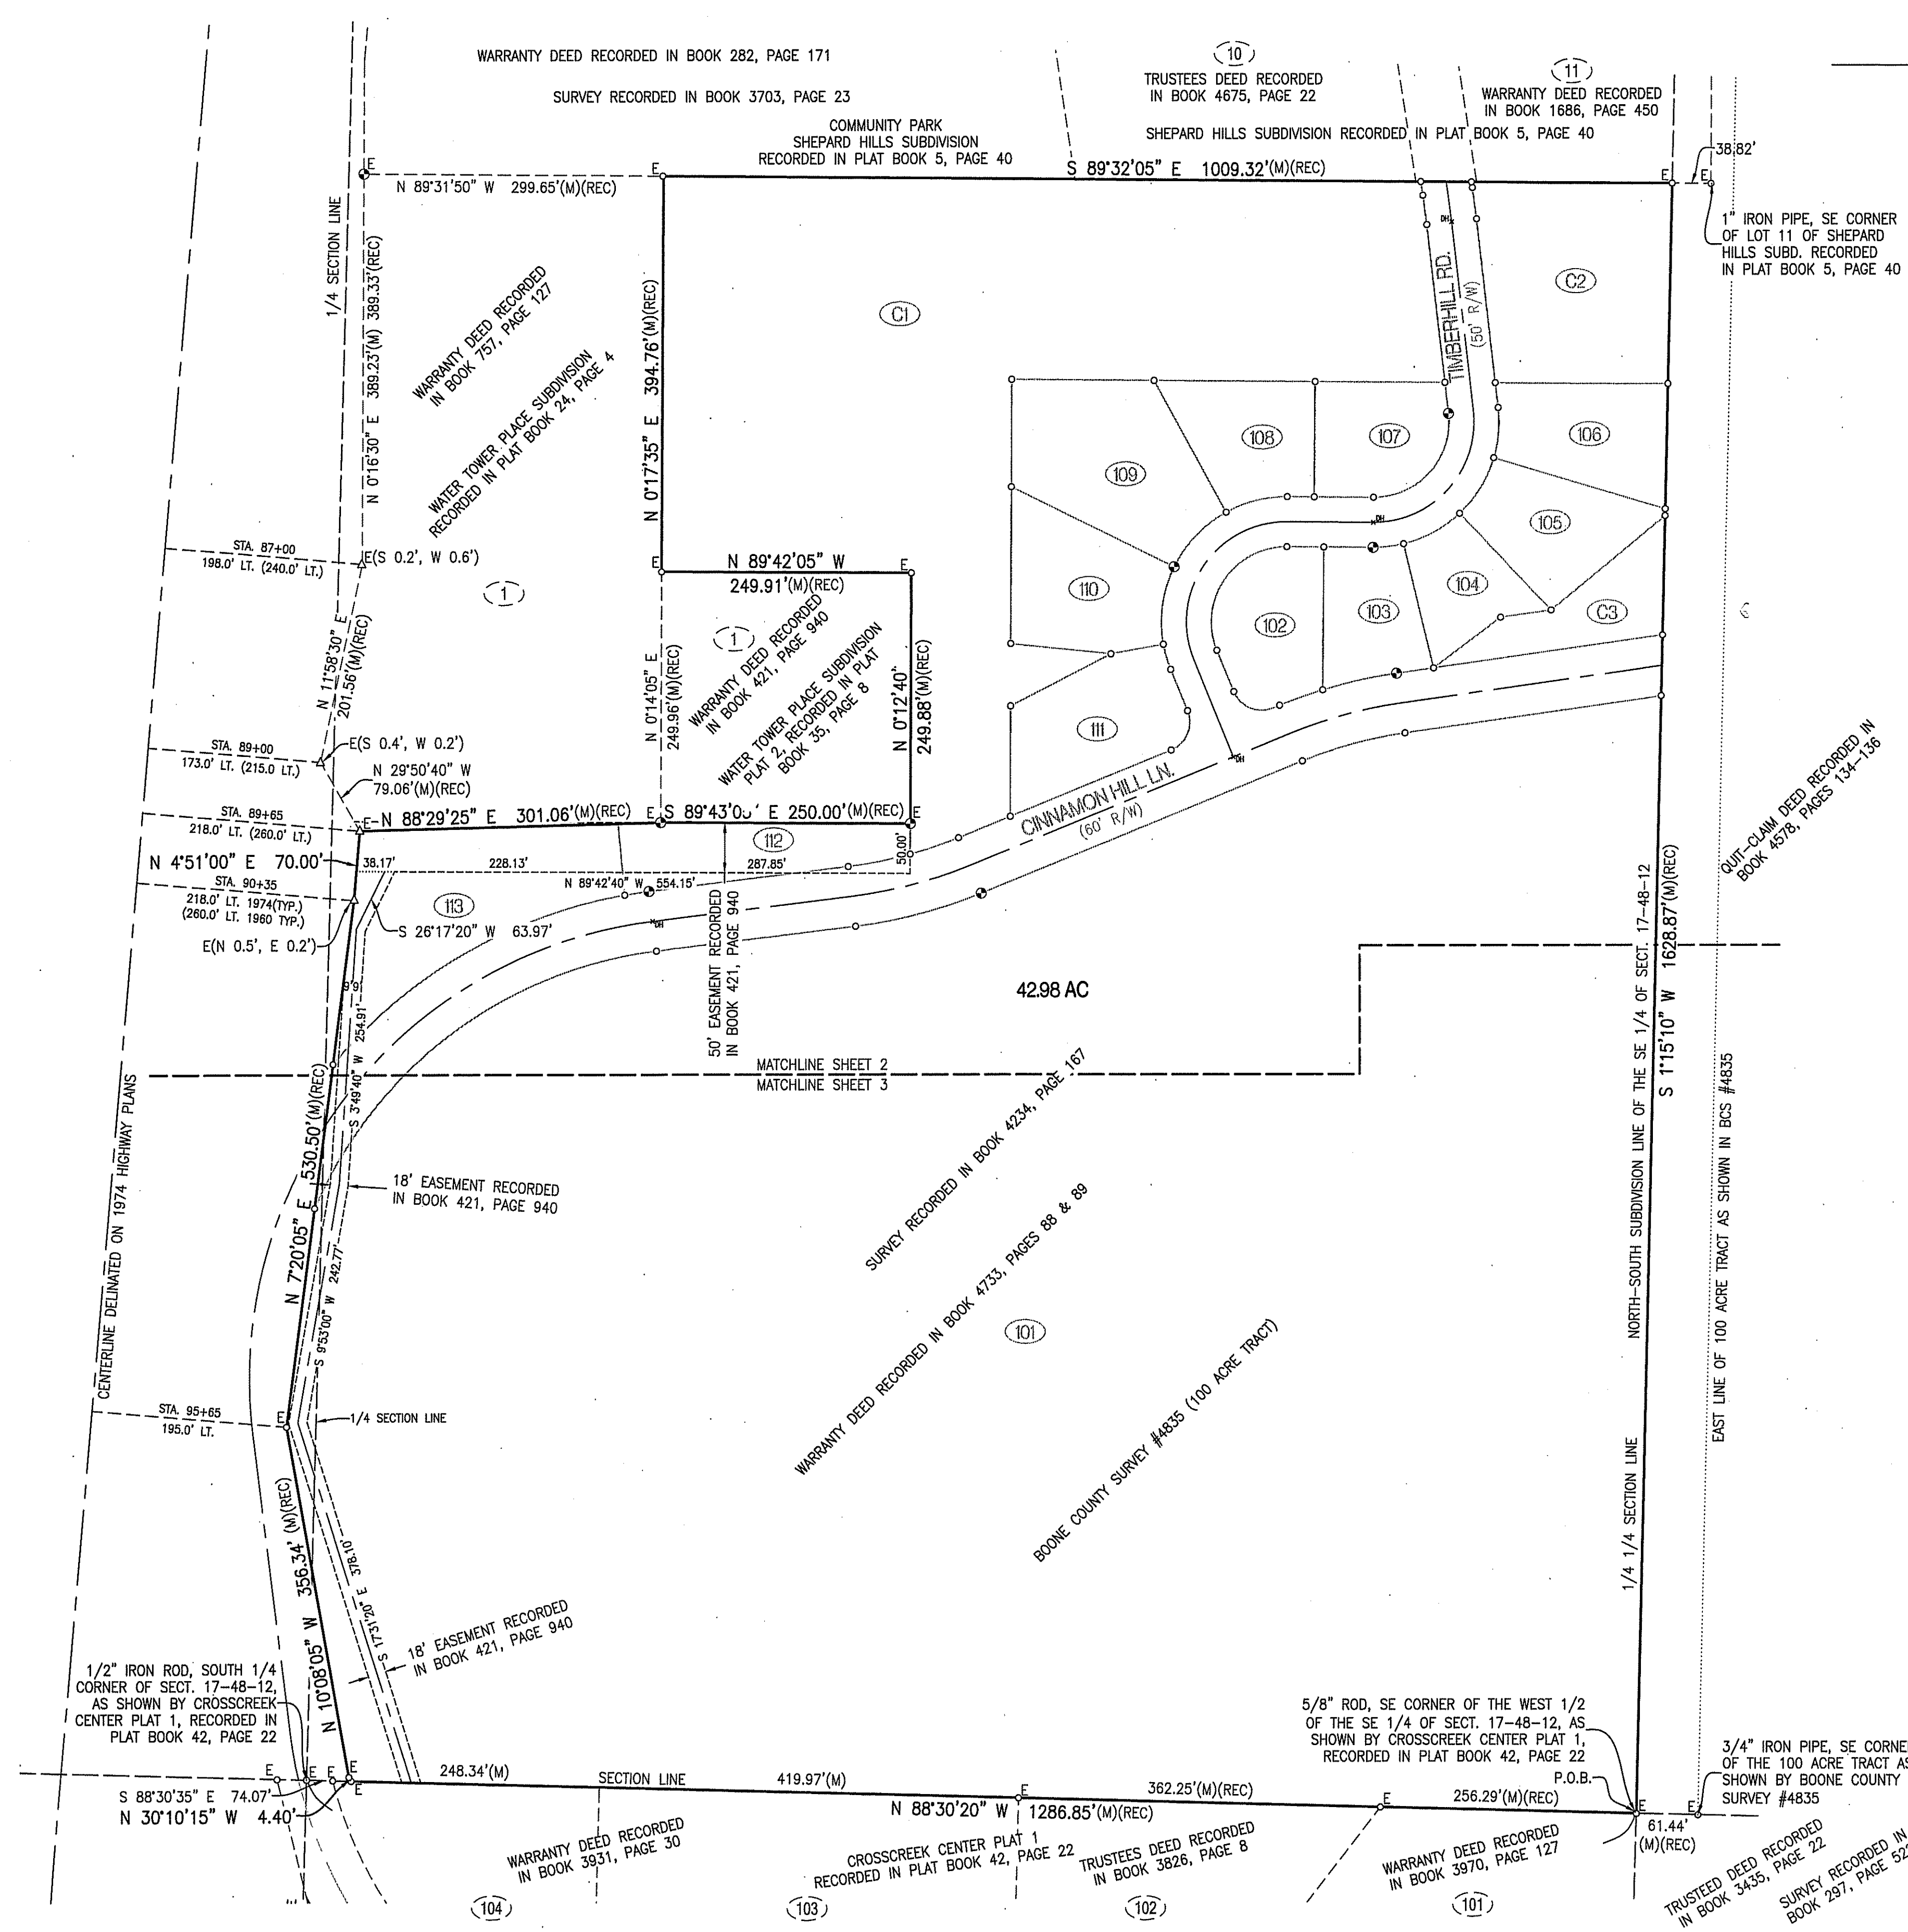 WARRANTY DEED RECORDED IN BOOK 282, PAGE 171
SURVEY RECORDED IN BOOK 3703, PAGE 23
COMMUNITY PARK
SHEPARD HILLS SUBDIVISION
RECORDED IN PLAT BOOK 5, PAGE 40
10
TRUSTEES DEED RECORDED
IN BOOK 4675, PAGE 22
11
WARRANTY DEED RECORDED
IN BOOK 1686, PAGE 450
SHEPARD HILLS SUBDIVISION RECORDED IN PLAT BOOK 5, PAGE 40
38.82'
E
E
E
E
N 89°31'50" W 299.65'(M)(REC)
S 89°32'05" E 1009.32'(M)(REC)
1" IRON PIPE, SE CORNER
OF LOT 11 OF SHEPARD
HILLS SUBD. RECORDED
IN PLAT BOOK 5, PAGE 40
1/4 SECTION LINE
N 0°16'30" E 389.23'(M) 389.33'(REC)
WARRANTY DEED RECORDED
IN BOOK 757, PAGE 127
WATER TOWER PLACE SUBDIVISION
RECORDED IN PLAT BOOK 24, PAGE 4
N 0°17'35" E 394.76'(M)(REC)
C1
C2
DH
TIMBERHILL RD.
(50' R/W)
108
107
106
109
DH
105
110
104
102
103
C3
111
STA. 87+00
198.0' LT. (240.0' LT.)
E(S 0.2', W 0.6')
1
E
N 89°42'05" W
249.91'(M)(REC)
E
1
WARRANTY DEED RECORDED
IN BOOK 421, PAGE 940
WATER TOWER PLACE SUBDIVISION
PLAT 2, RECORDED IN PLAT
BOOK 35, PAGE 8
N 0°14'05" E
249.96'(M)(REC)
N 0°12'40"
249.88'(M)(REC)
N 11°58'30" E
201.56'(M)(REC)
STA. 89+00
173.0' LT. (215.0 LT.)
E(S 0.4', W 0.2')
N 29°50'40" W
79.06'(M)(REC)
DH
CINNAMON HILL LN.
(60' R/W)
STA. 89+65
218.0' LT. (260.0' LT.)
E
N 88°29'25" E 301.06'(M)(REC)
E
S 89°43'0 E 250.00'(M)(REC)
E
112
50.00'
N 4°51'00" E 70.00'
38.17'
228.13'
287.85'
N 89°42'40" W 554.15'
STA. 90+35
218.0' LT. 1974(TYP.)
(260.0' LT. 1960 TYP.)
113
S 26°17'20" W 63.97'
DH
E(N 0.5', E 0.2')
50' EASEMENT RECORDED
IN BOOK 421, PAGE 940
42.98 AC
9'9'
S 3°49'40" W 254.91'
MATCHLINE SHEET 2
MATCHLINE SHEET 3
QUIT-CLAIM DEED RECORDED IN
BOOK 4578, PAGES 134-136
NORTH-SOUTH SUBDIVISION LINE OF THE SE 1/4 OF SECT. 17-48-12
S 1°15'10" W 1628.87'(M)(REC)
EAST LINE OF 100 ACRE TRACT AS SHOWN IN BCS #4835
CENTERLINE DELINATED ON 1974 HIGHWAY PLANS
N 7°20'05" E 530.50'(M)(REC)
18' EASEMENT RECORDED
IN BOOK 421, PAGE 940
S 9°53'00" W 242.77'
SURVEY RECORDED IN BOOK 4234, PAGE 167
WARRANTY DEED RECORDED IN BOOK 4733, PAGES 88 & 89
101
BOONE COUNTY SURVEY #4835 (100 ACRE TRACT)
STA. 95+65
195.0' LT.
E
1/4 SECTION LINE
1/4 1/4 SECTION LINE
N 10°08'05" W 356.34' (M)(REC)
S 17°31'20" E 378.10'
18' EASEMENT RECORDED
IN BOOK 421, PAGE 940
1/2" IRON ROD, SOUTH 1/4
CORNER OF SECT. 17-48-12,
AS SHOWN BY CROSSCREEK
CENTER PLAT 1, RECORDED IN
PLAT BOOK 42, PAGE 22
5/8" ROD, SE CORNER OF THE WEST 1/2
OF THE SE 1/4 OF SECT. 17-48-12, AS
SHOWN BY CROSSCREEK CENTER PLAT 1,
RECORDED IN PLAT BOOK 42, PAGE 22
P.O.B.
3/4" IRON PIPE, SE CORNE
OF THE 100 ACRE TRACT AS
SHOWN BY BOONE COUNTY
SURVEY #4835
E
E
E
E
E
S 88°30'35" E 74.07'
N 30°10'15" W 4.40'
248.34'(M)
SECTION LINE
419.97'(M)
E
362.25'(M)(REC)
E
256.29'(M)(REC)
E
E
N 88°30'20" W 1286.85'(M)(REC)
61.44'
(M)(REC)
WARRANTY DEED RECORDED
IN BOOK 3931, PAGE 30
CROSSCREEK CENTER PLAT 1
RECORDED IN PLAT BOOK 42, PAGE 22
TRUSTEES DEED RECORDED
IN BOOK 3826, PAGE 8
WARRANTY DEED RECORDED
IN BOOK 3970, PAGE 127
TRUSTEED DEED RECORDED
IN BOOK 3435, PAGE 22
SURVEY RECORDED IN
BOOK 297, PAGE 52
104
103
102
101